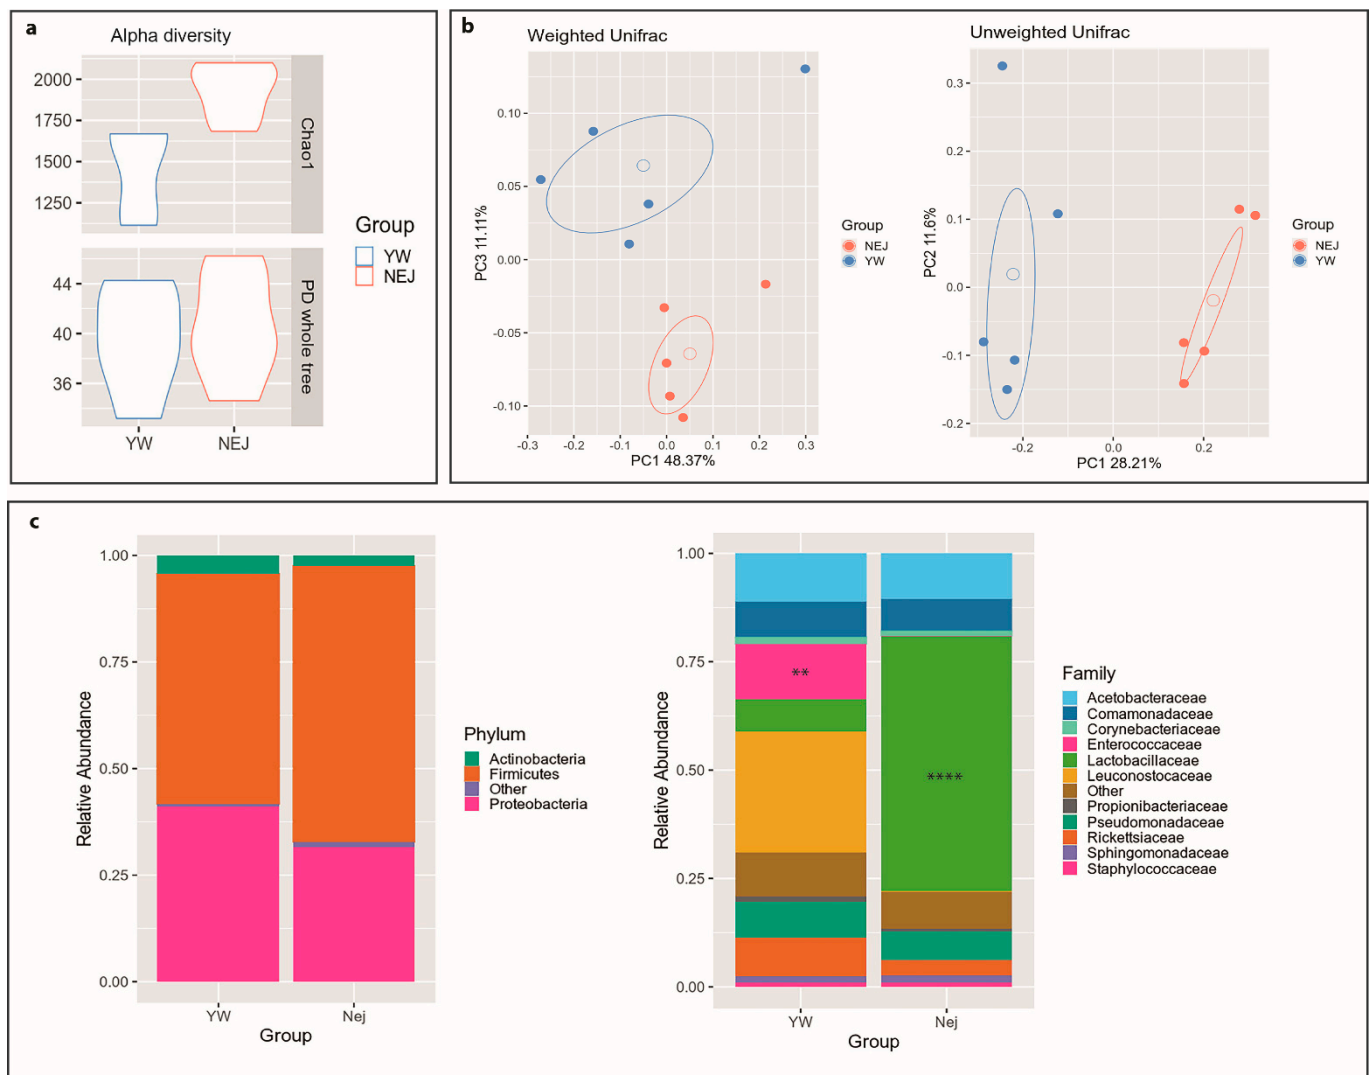 a
Alpha diversity
2000
1750
1500
1250
Chao1
44
40
36
PD whole tree
YW
NEJ
Group
YW
NEJ
b
Weighted Unifrac
0.10
0.05
0.00
-0.05
-0.10
PC3 11.11%
-0.3
-0.2
-0.1
0.0
0.1
0.2
0.3
PC1 48.37%
Group
NEJ
YW
Unweighted Unifrac
0.3
0.2
0.1
0.0
-0.1
-0.2
PC2 11.6%
-0.2
0.0
0.2
PC1 28.21%
Group
NEJ
YW
c
1.00
0.75
0.50
0.25
0.00
Relative Abundance
YW
Nej
Group
Phylum
Actinobacteria
Firmicutes
Other
Proteobacteria
1.00
0.75
0.50
0.25
0.00
Relative Abundance
**
****
YW
Nej
Group
Family
Acetobacteraceae
Comamonadaceae
Corynebacteriaceae
Enterococcaceae
Lactobacillaceae
Leuconostocaceae
Other
Propionibacteriaceae
Pseudomonadaceae
Rickettsiaceae
Sphingomonadaceae
Staphylococcaceae